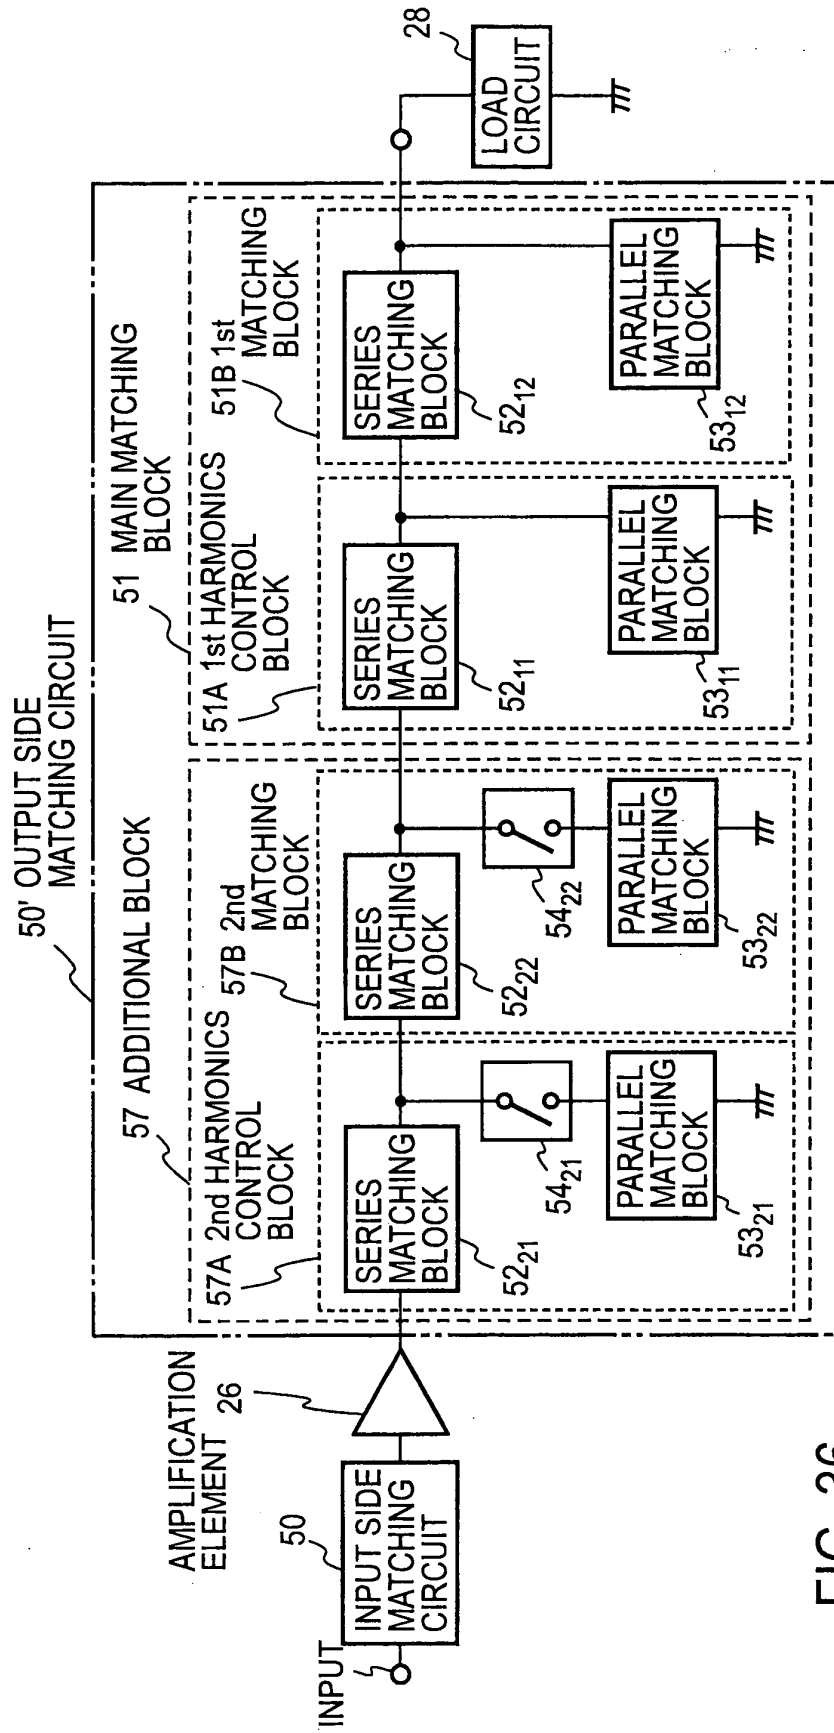 50' OUTPUT SIDE
MATCHING CIRCUIT
57 ADDITIONAL BLOCK
51 MAIN MATCHING
BLOCK
57A 2nd HARMONICS
CONTROL
BLOCK
57B 2nd
MATCHING
BLOCK
51A 1st HARMONICS
CONTROL
BLOCK
51B 1st
MATCHING
BLOCK
AMPLIFICATION
ELEMENT 26
INPUT
50
INPUT SIDE
MATCHING
CIRCUIT
SERIES
MATCHING
BLOCK
52₂₁
SERIES
MATCHING
BLOCK
52₂₂
SERIES
MATCHING
BLOCK
52₁₁
SERIES
MATCHING
BLOCK
52₁₂
28
LOAD
CIRCUIT
54₂₁
54₂₂
PARALLEL
MATCHING
BLOCK
53₂₁
PARALLEL
MATCHING
BLOCK
53₂₂
PARALLEL
MATCHING
BLOCK
53₁₁
PARALLEL
MATCHING
BLOCK
53₁₂
FIG. 26